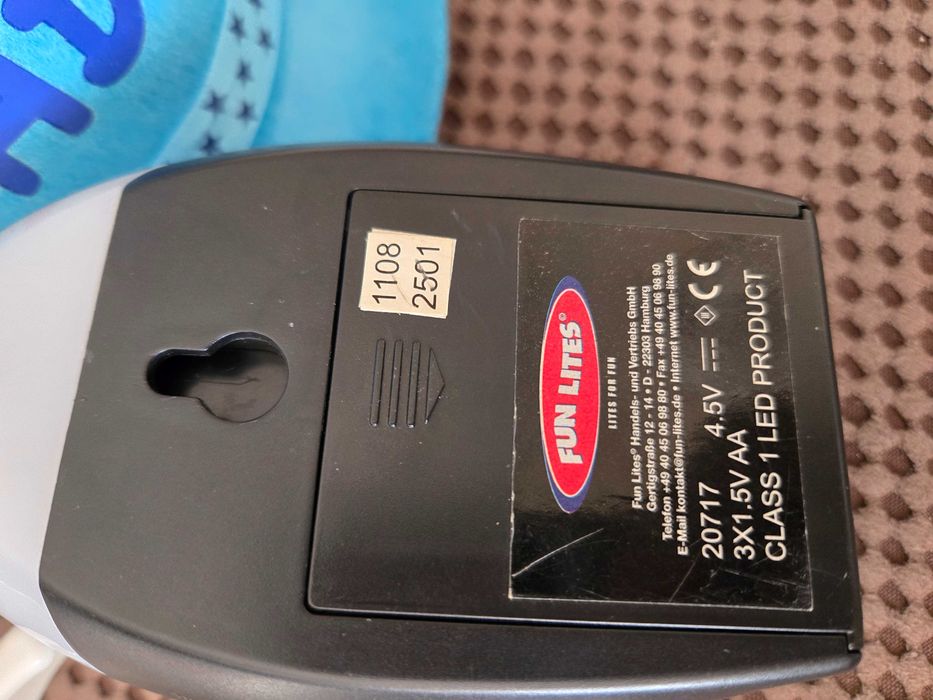 1108
2501
FUN LITES©
LITES FOR FUN
Fun Lites® Handels- und Vertriebs GmbH
Gertigstraße 12 - 14 • D - 22303 Hamburg
Telefon +49 40 45 06 98 80 • Fax +49 40 45 06 98 90
E-Mail kontakt@fun-lites.de • Internet www.fun-lites.de
20717 4.5V CE
3X1.5V AA
CLASS 1 LED PRODUCT